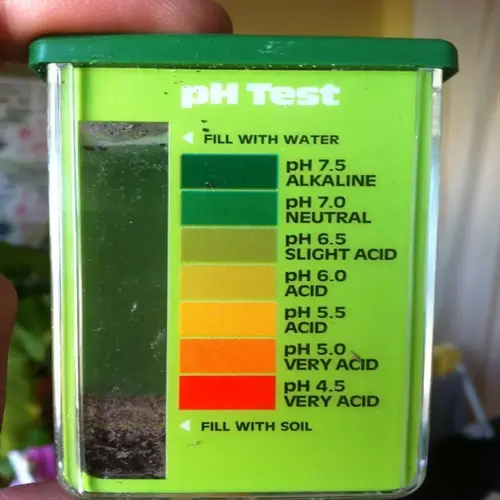 pH Test
FILL WITH WATER
pH 7.5
ALKALINE
pH 7.0
NEUTRAL
pH 6.5
SLIGHT ACID
pH 6.0
ACID
pH 5.5
ACID
pH 5.0
VERY ACID
pH 4.5
VERY ACID
FILL WITH SOIL